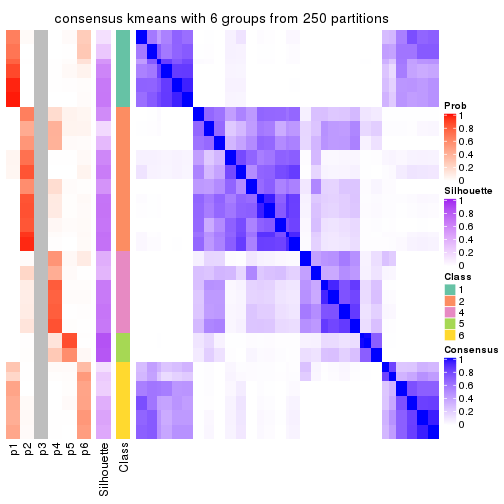 consensus kmeans with 6 groups from 250 partitions
Prob
1
0.8
0.6
0.4
0.2
0
Silhouette
1
0.8
0.6
0.4
0.2
0
Class
1
2
4
5
6
Consensus
1
0.8
0.6
0.4
0.2
0
p1
p2
p3
p4
p5
p6
Silhouette
Class